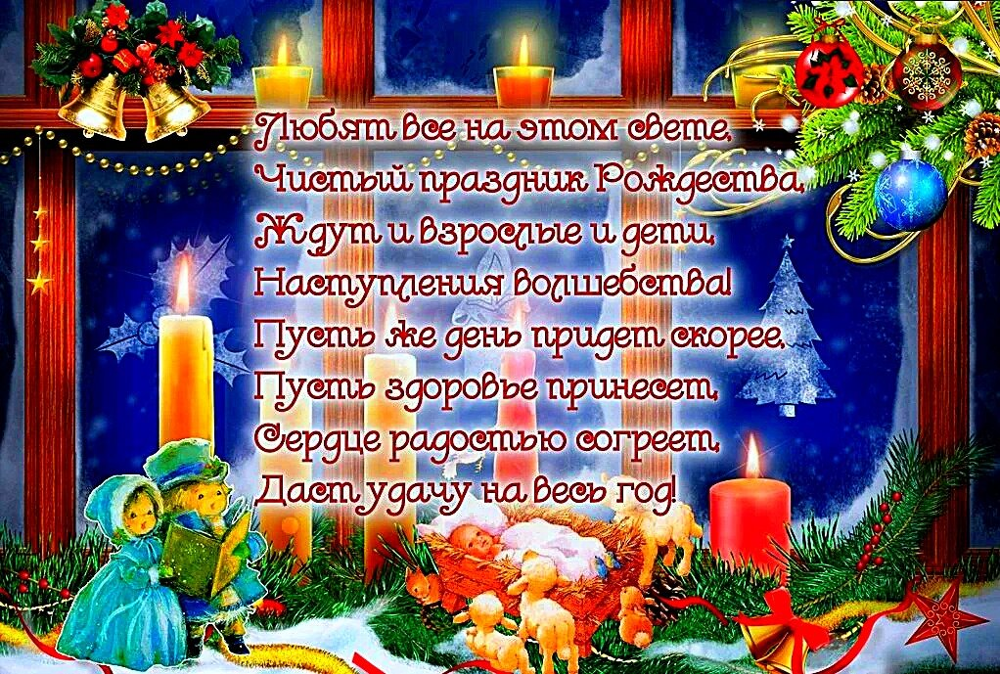 Любят все на этом свете,
Чистый праздник Рождества,
Ждут и взрослые и дети,
Наступления волшебства!
Пусть же день придет скорее,
Пусть здоровье принесет,
Сердце радостью согреет,
Даст удачу на весь год!